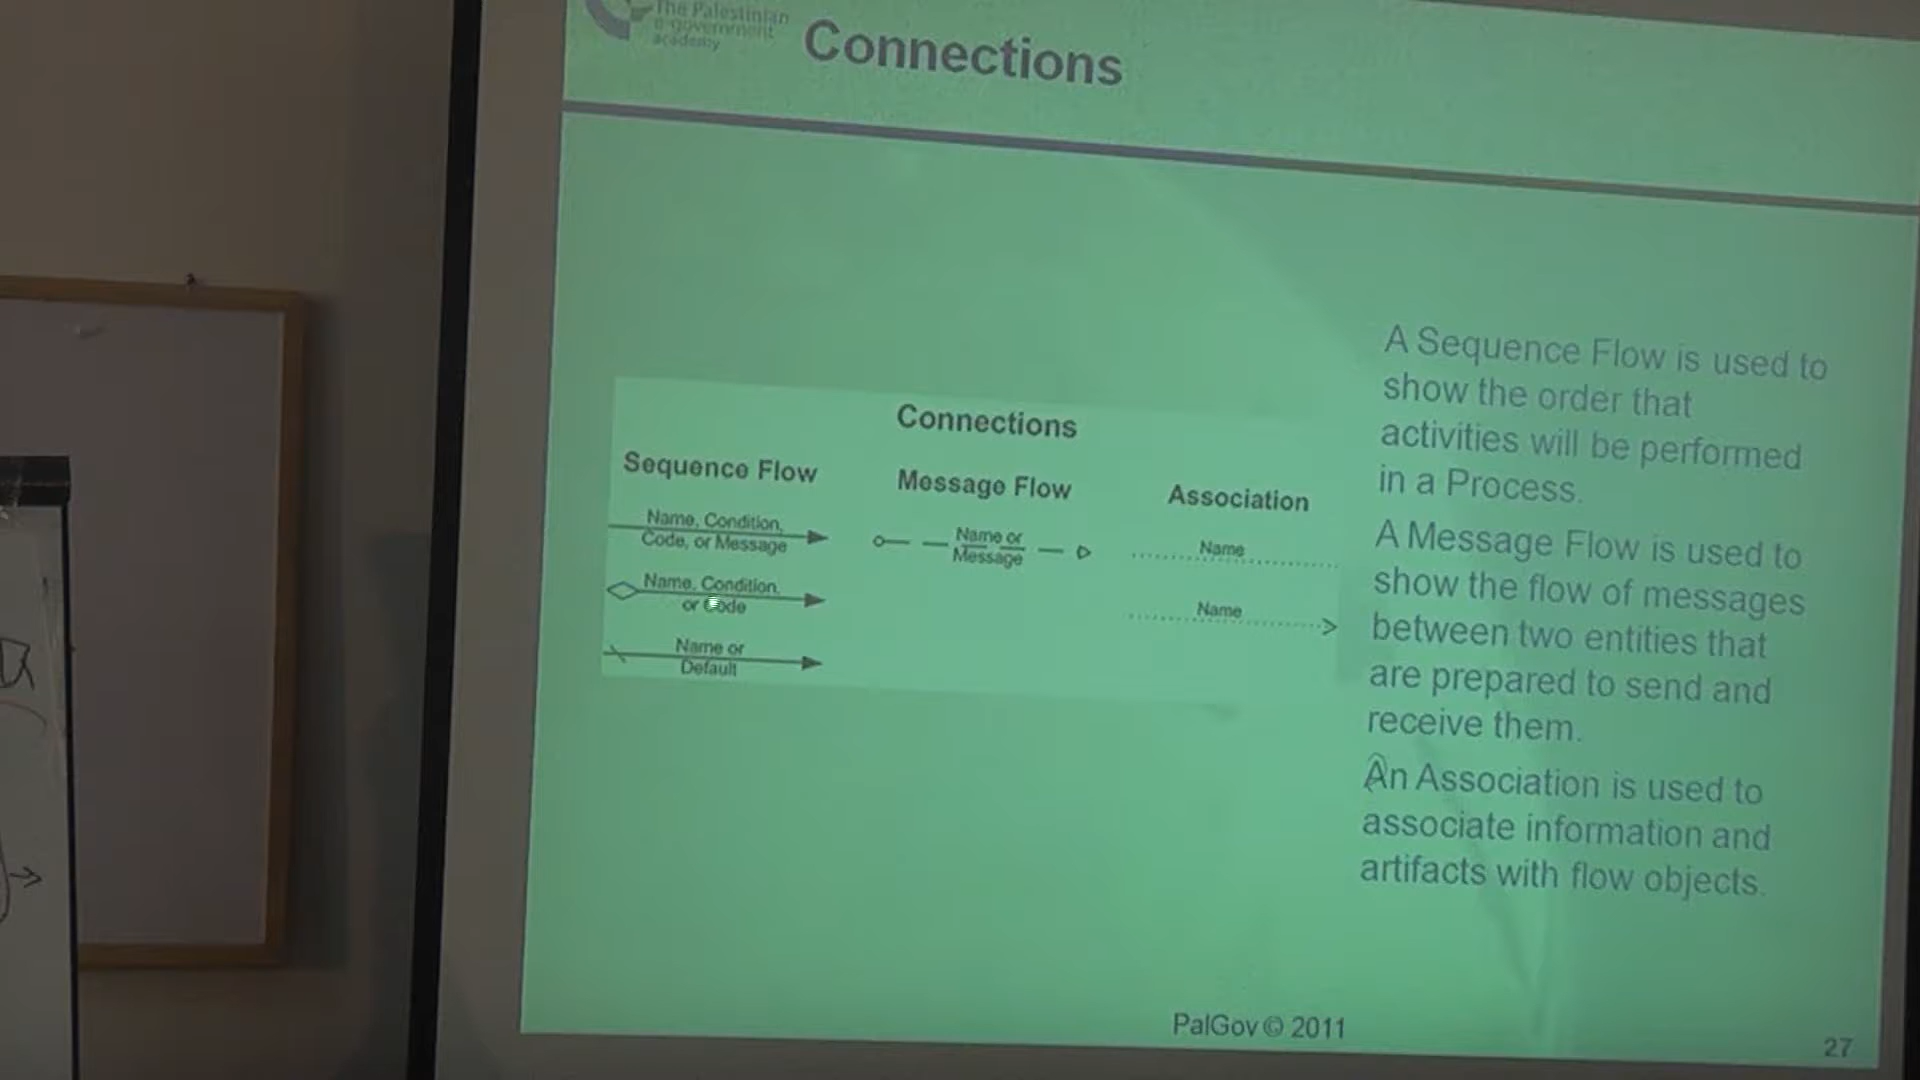 The Palestinian
e-government
academy
Connections
Connections
Sequence Flow
Message Flow
Association
Name, Condition,
Code, or Message
Name or
Message
Name
Name, Condition,
or Code
Name
Name or
Default
A Sequence Flow is used to
show the order that
activities will be performed
in a Process.
A Message Flow is used to
show the flow of messages
between two entities that
are prepared to send and
receive them.
An Association is used to
associate information and
artifacts with flow objects.
PalGov © 2011
27